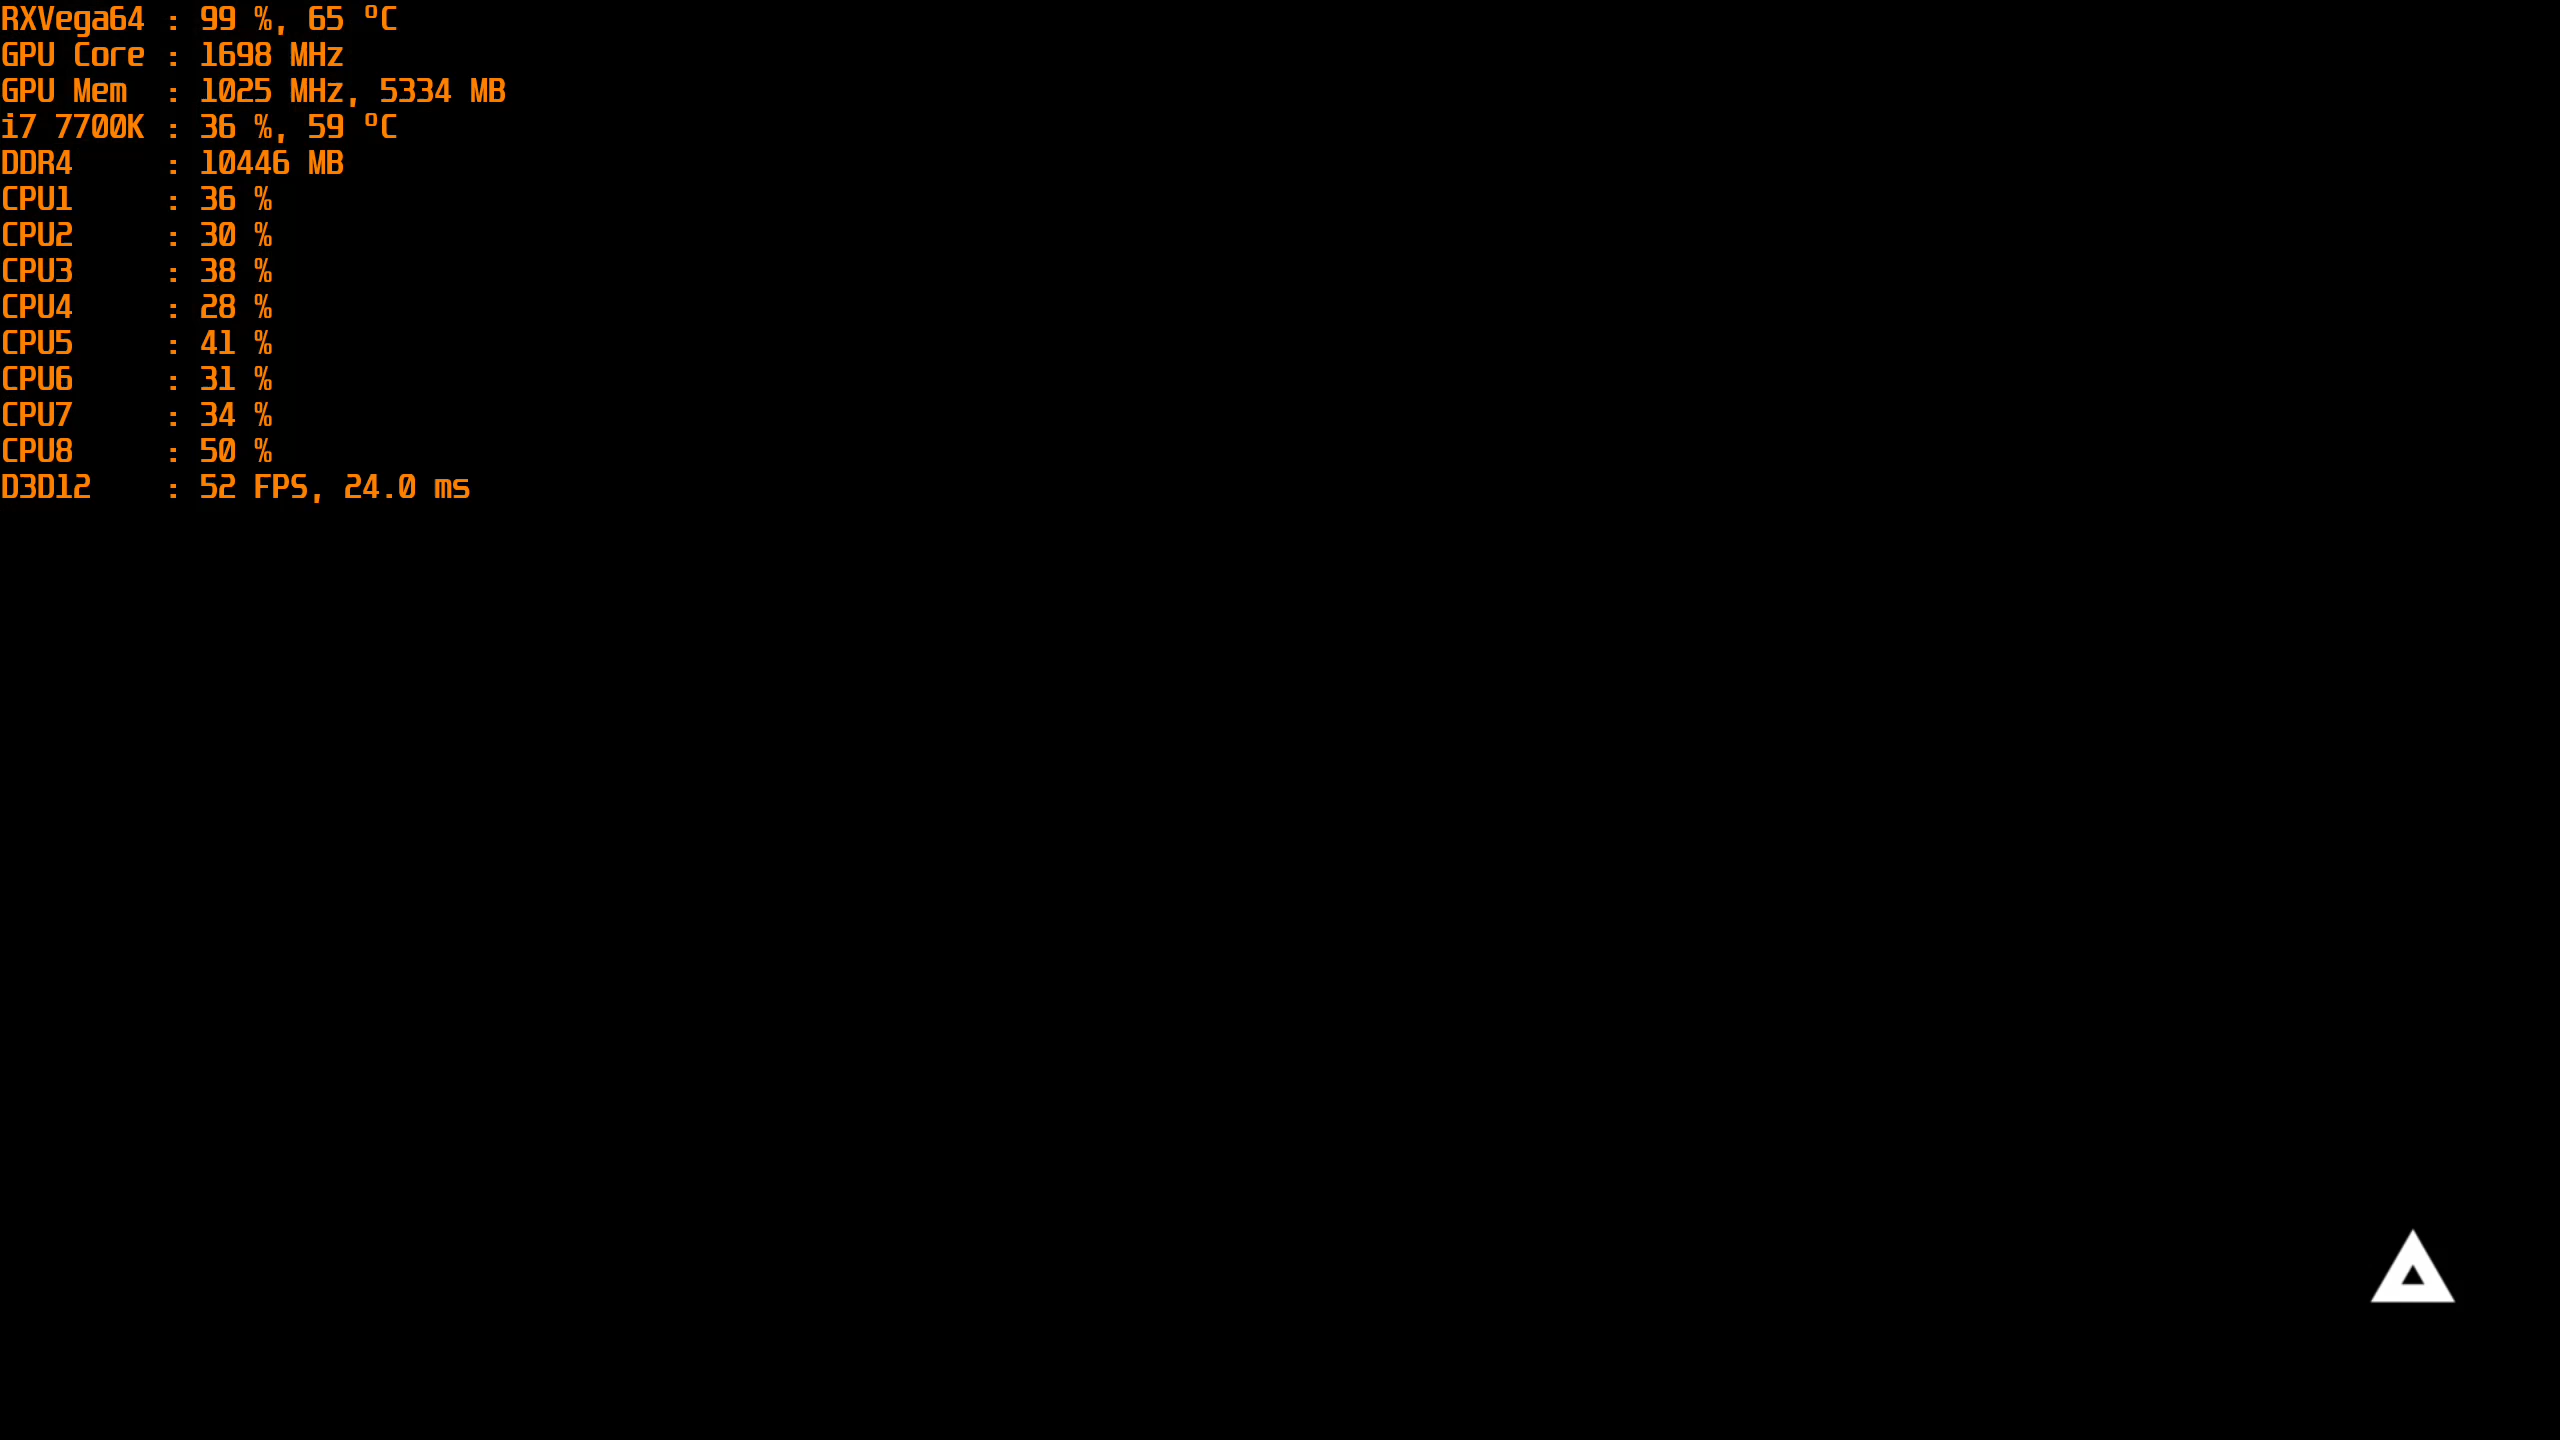 RXVega64 : 99 %, 65 °C
GPU Core : 1698 MHz
GPU Mem : 1025 MHz, 5334 MB
i7 7700K : 36 %, 59 °C
DDR4 : 10446 MB
CPU1 : 36 %
CPU2 : 30 %
CPU3 : 38 %
CPU4 : 28 %
CPU5 : 41 %
CPU6 : 31 %
CPU7 : 34 %
CPU8 : 50 %
D3D12 : 52 FPS, 24.0 ms